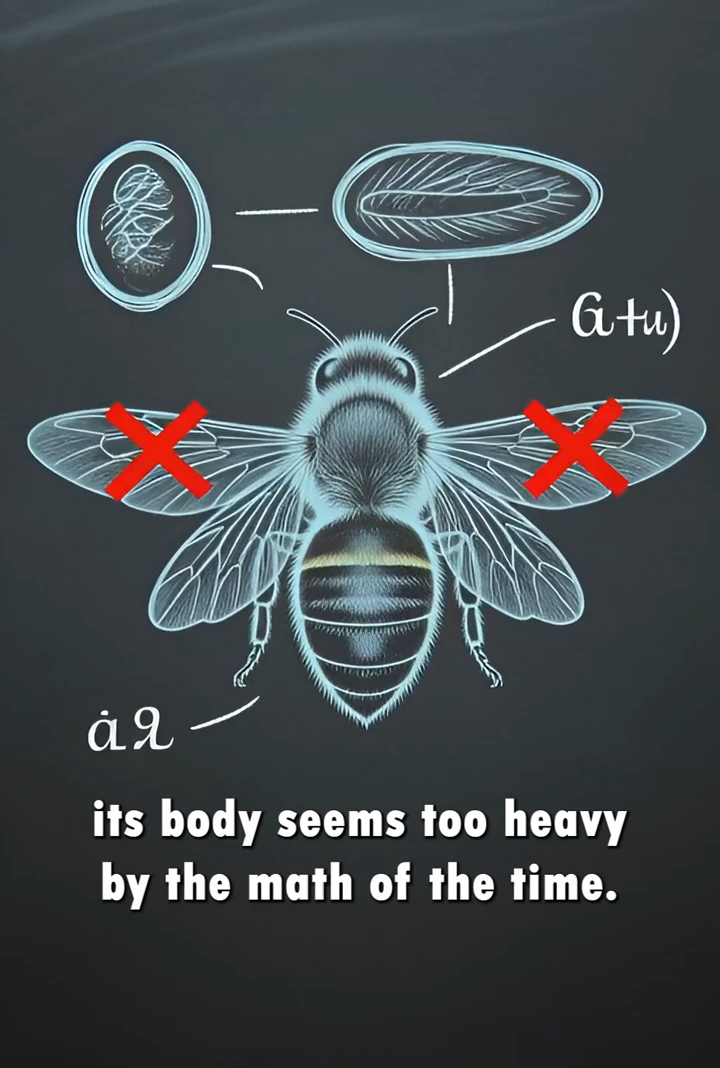 its body seems too heavy
by the math of the time.